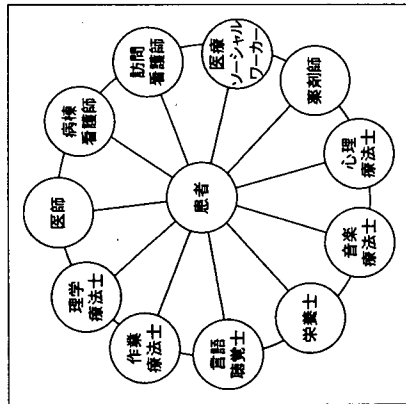 医療
ソーシャル
ワーカー
訪問
看護師
病棟
看護師
医師
理学
療法士
作業
療法士
言語
聴覚士
栄養士
音楽
療法士
心理
療法士
薬剤師
患者